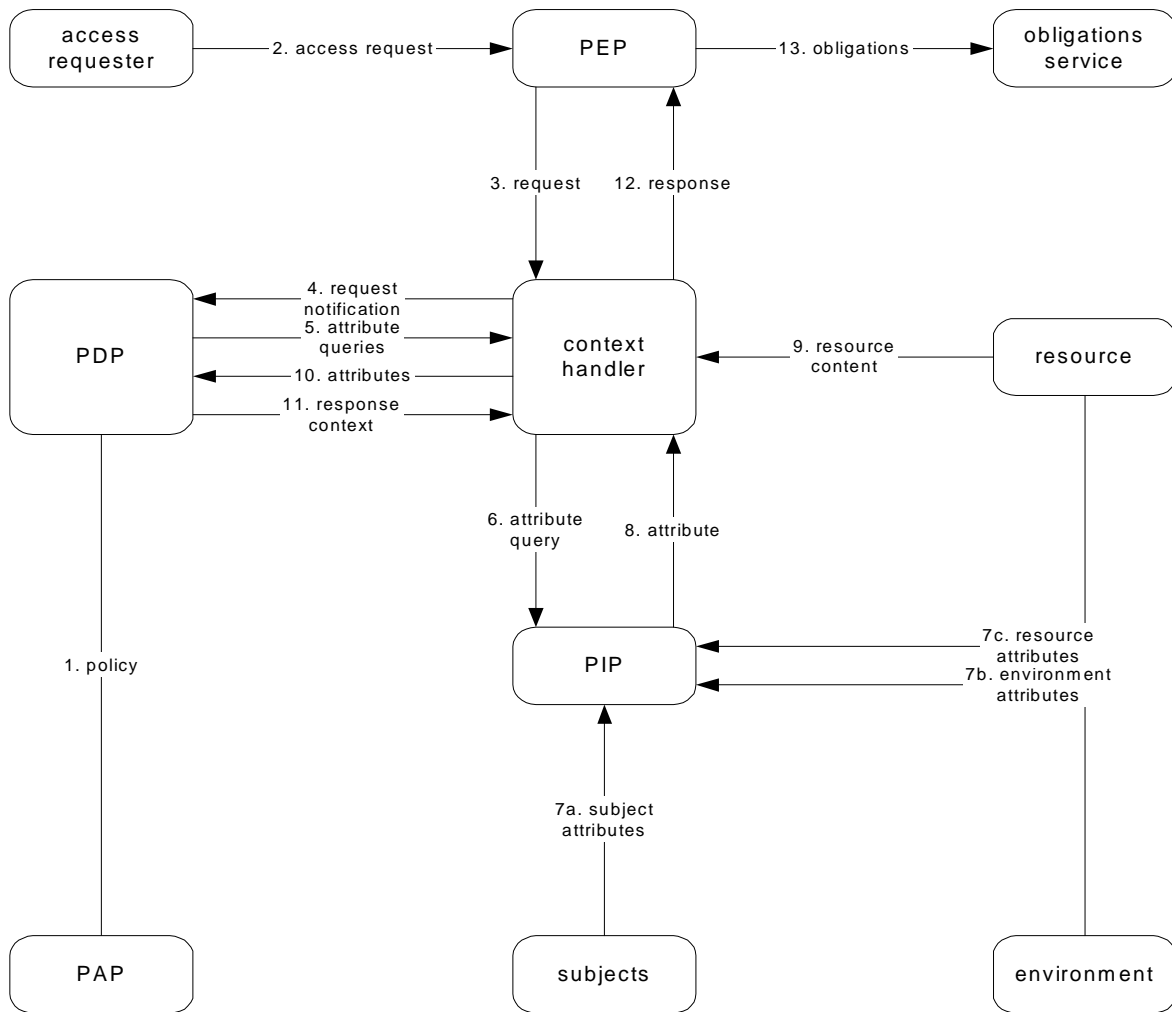 access
requester
2. access request
PEP
13. obligations
obligations
service
3. request
12. response
PDP
4. request
notification
5. attribute
queries
10. attributes
11. response
context
context
handler
9. resource
content
resource
6. attribute
query
8. attribute
1. policy
PIP
7c. resource
attributes
7b. environment
attributes
7a. subject
attributes
PAP
subjects
environment